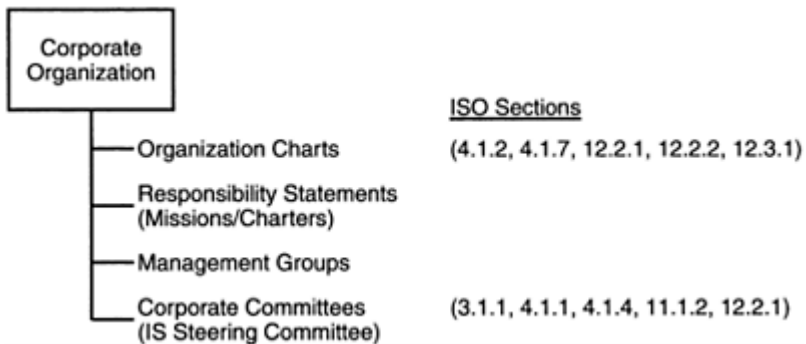 Corporate
Organization
ISO Sections
Organization Charts (4.1.2, 4.1.7, 12.2.1, 12.2.2, 12.3.1)
Responsibility Statements
(Missions/Charters)
Management Groups
Corporate Committees (3.1.1, 4.1.1, 4.1.4, 11.1.2, 12.2.1)
(IS Steering Committee)